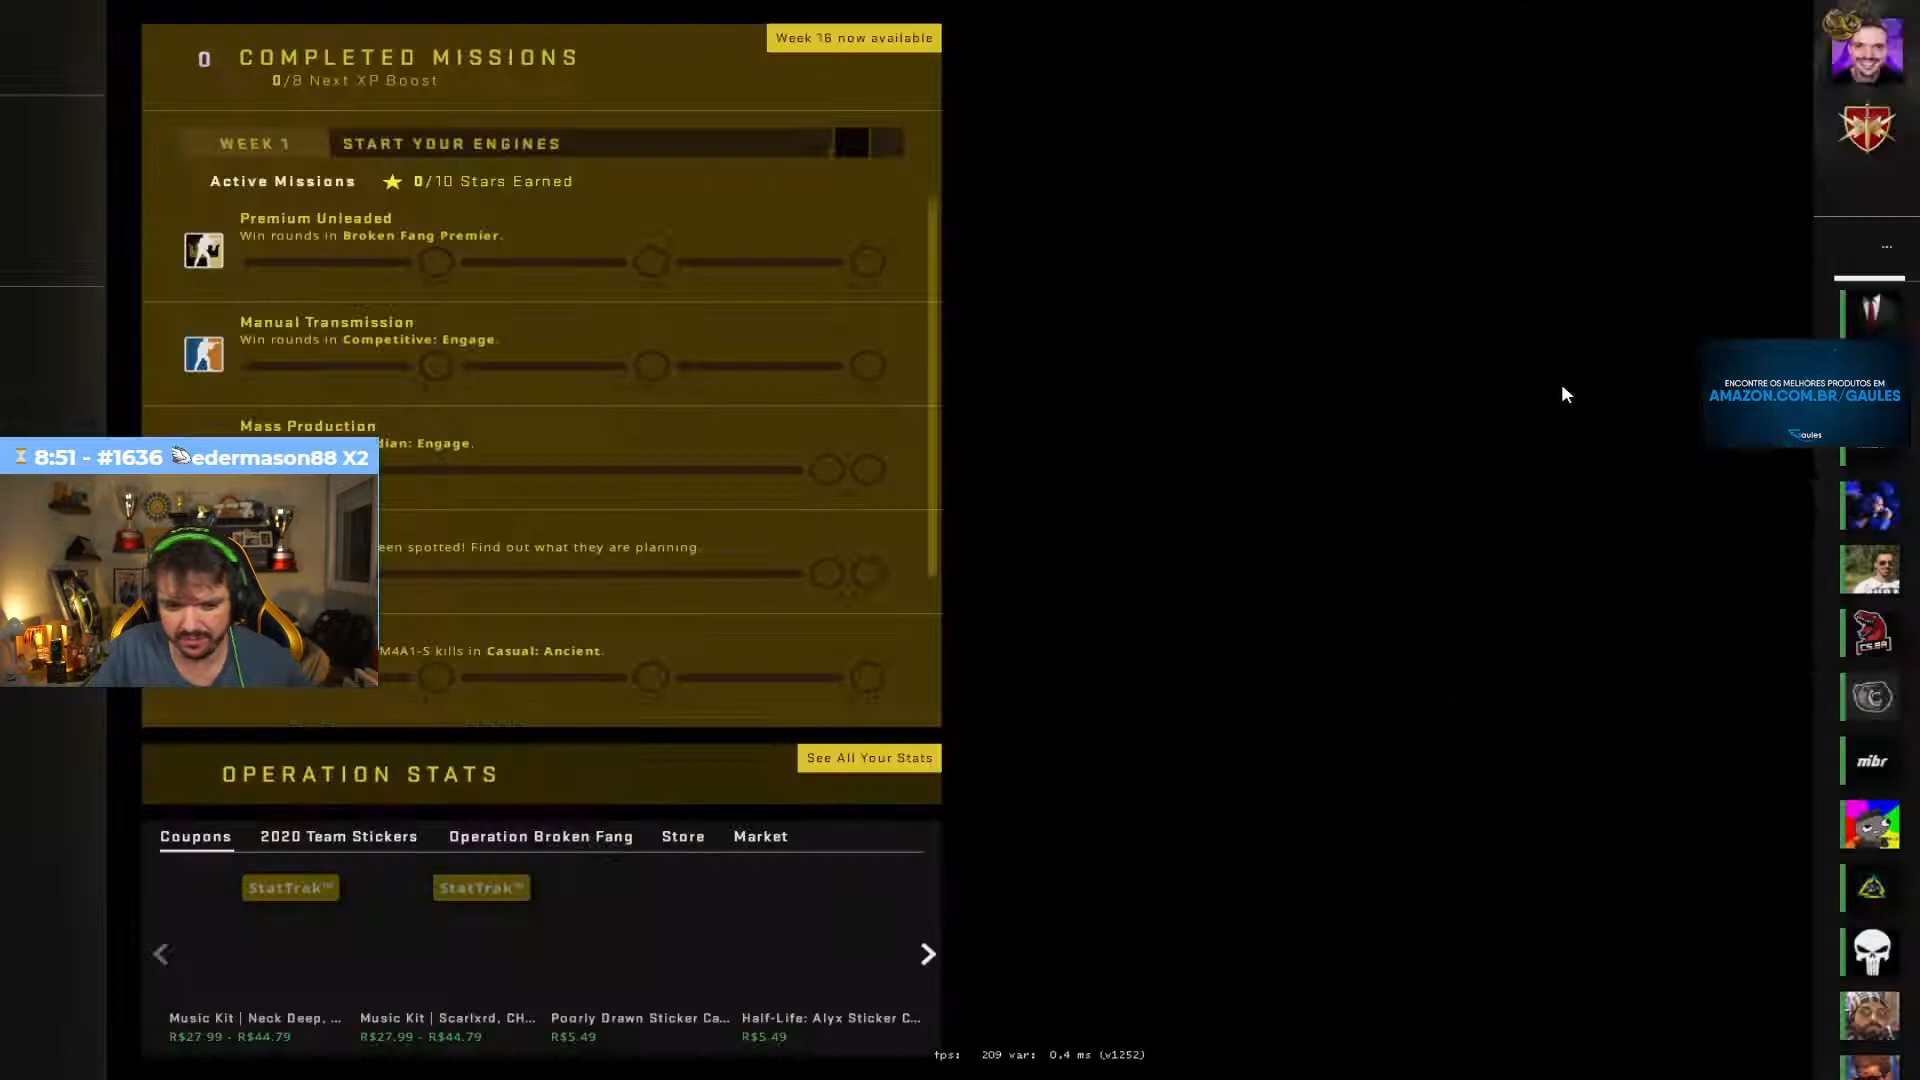 0 COMPLETED MISSIONS
Week 16 now available
0/8 Next XP Boost
WEEK 1 START YOUR ENGINES
Active Missions ★ 0/10 Stars Earned
Premium Unleaded
Win rounds in Broken Fang Premier.
Manual Transmission
Win rounds in Competitive: Engage.
Mass Production
dian: Engage.
een spotted! Find out what they are planning.
M4A1-S kills in Casual: Ancient.
8:51 - #1636 edermason88 X2
OPERATION STATS
See All Your Stats
Coupons 2020 Team Stickers Operation Broken Fang Store Market
StatTrak™ StatTrak™
Music Kit | Neck Deep, ... Music Kit | Scarlxrd, CH... Poorly Drawn Sticker Ca... Half-Life: Alyx Sticker C...
R$27.99 - R$44.79 R$27.99 - R$44.79 R$5.49 R$5.49
fps: 209 var: 0.4 ms (v1252)
...
ENCONTRE OS MELHORES PRODUTOS EM
AMAZON.COM.BR/GAULES
Gaules
CS.BR
C
mibr